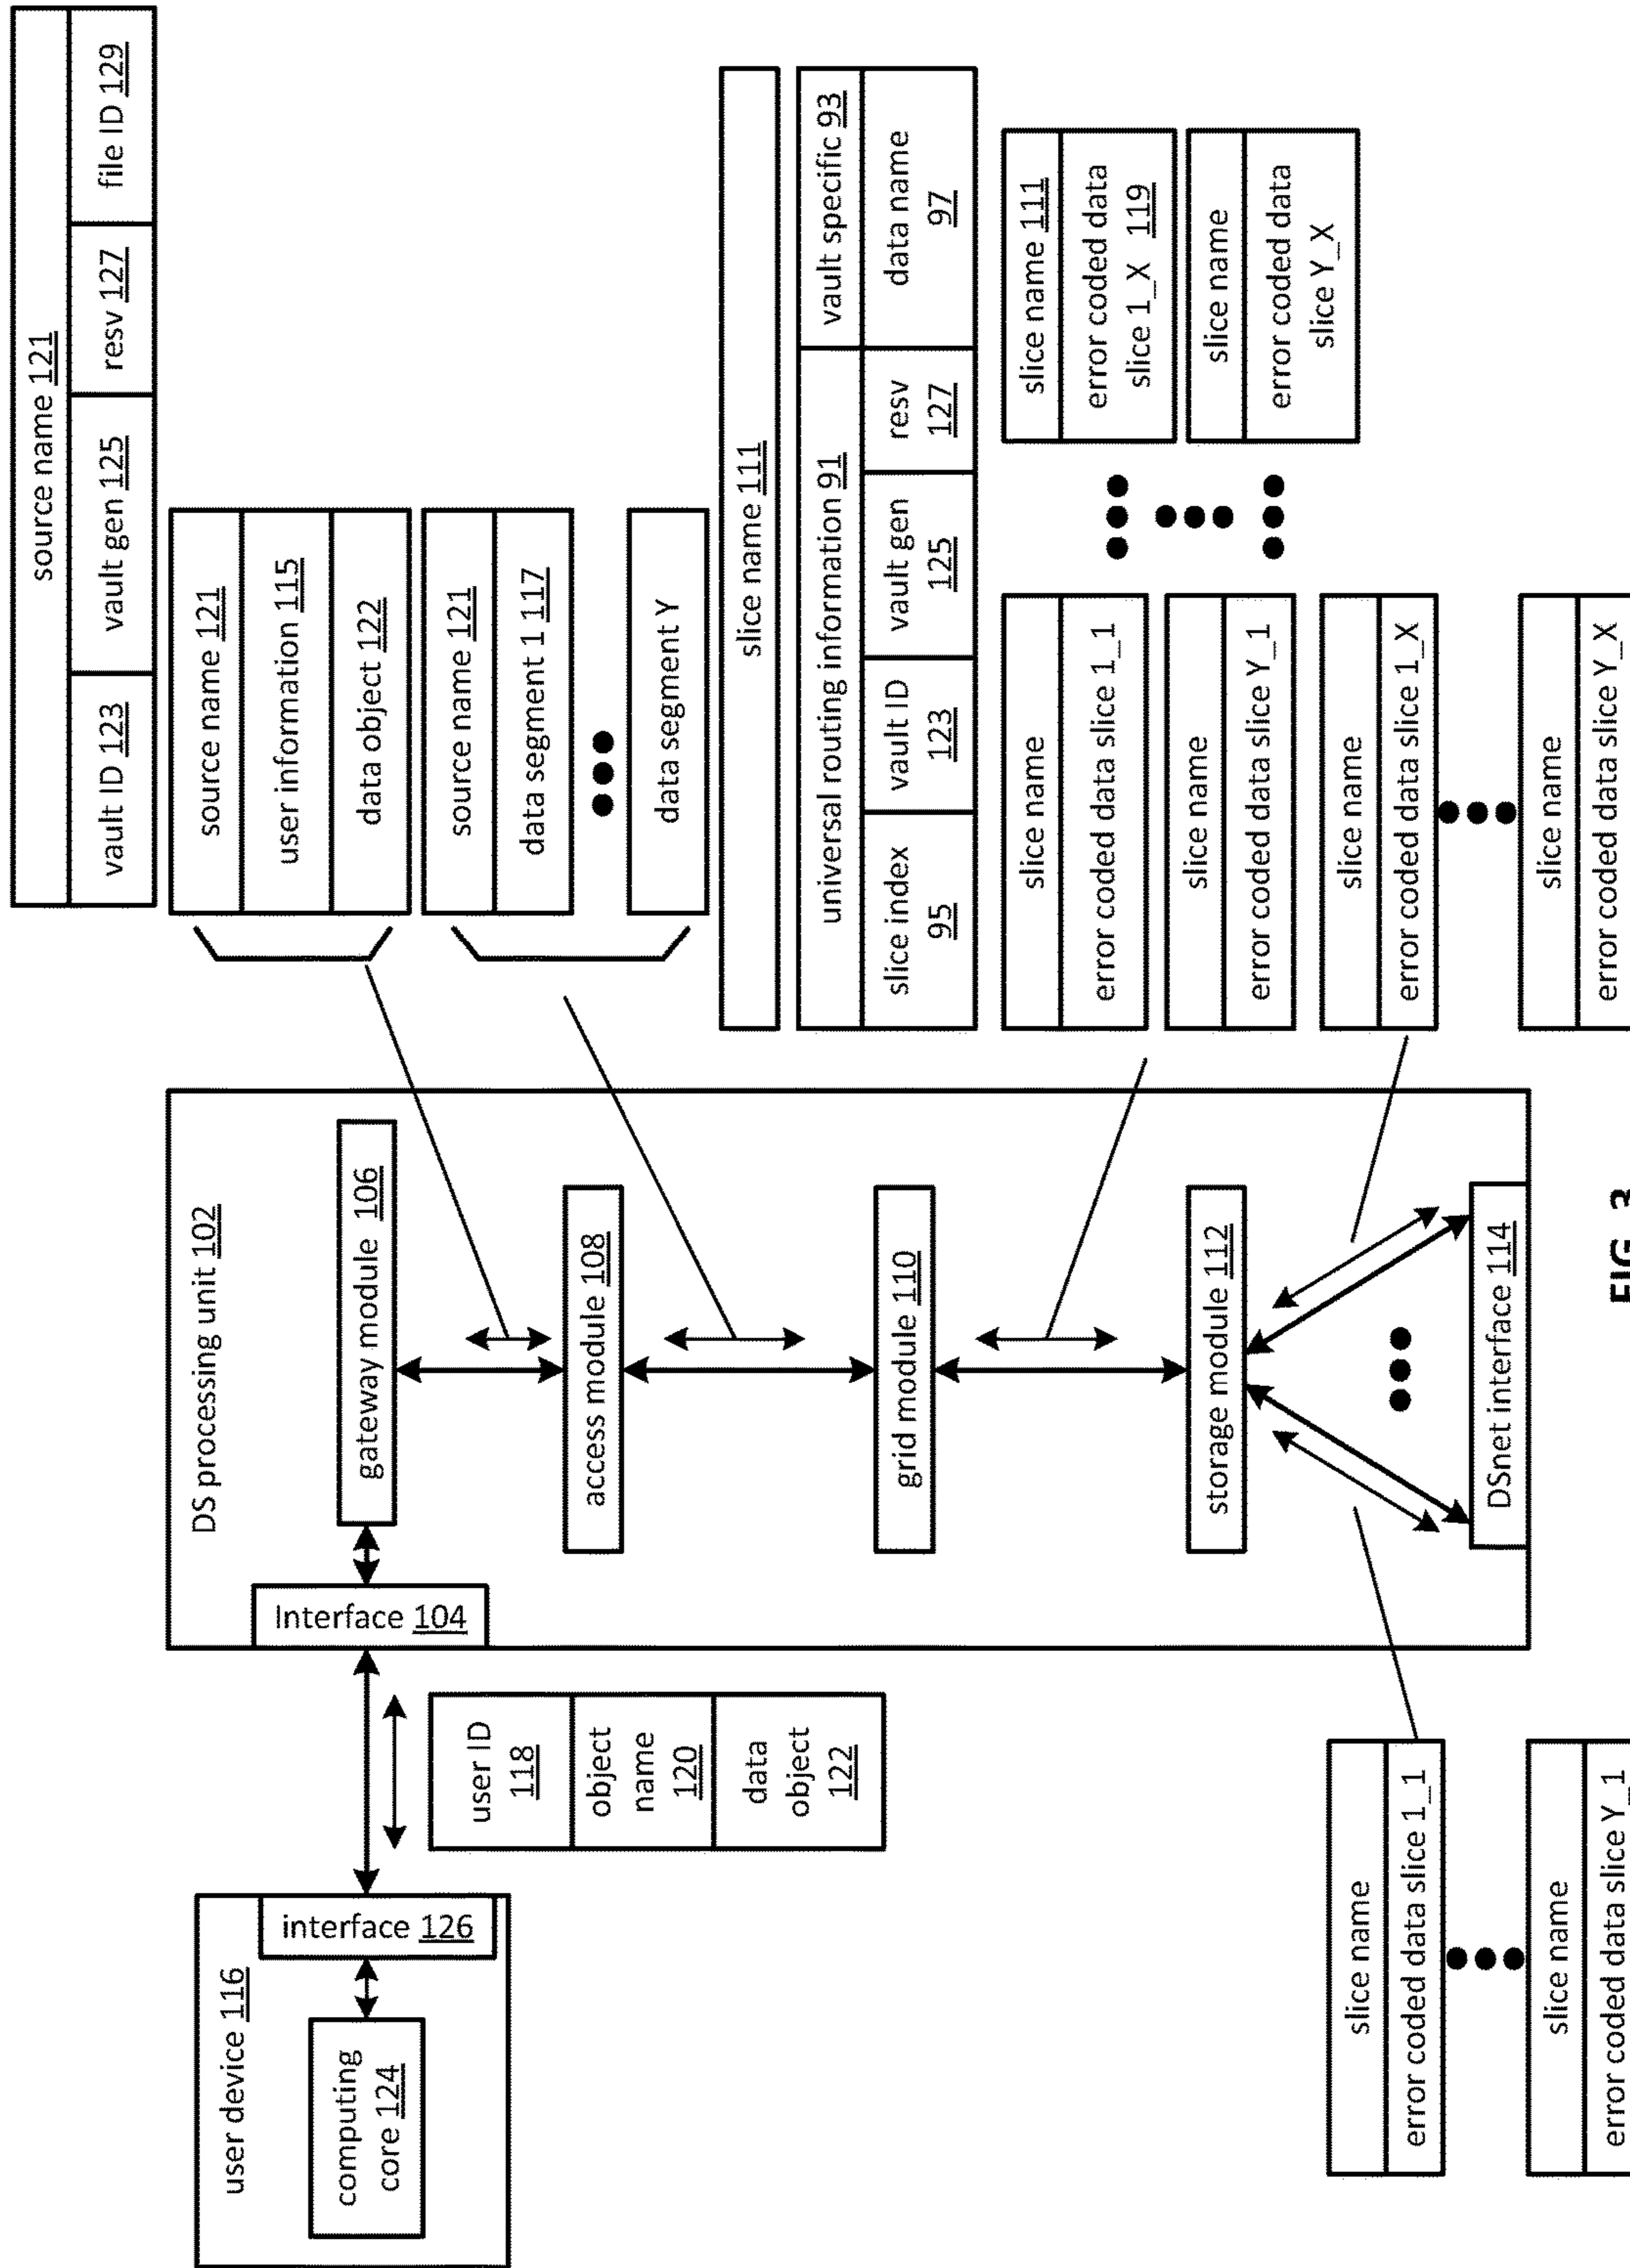 user device 116
computing
core 124
interface 126
user ID
118
object
name
120
data
object
122
DS processing unit 102
Interface 104
gateway module 106
access module 108
grid module 110
storage module 112
DSnet interface 114
source name 121
vault ID 123
vault gen 125
resv 127
file ID 129
source name 121
user information 115
data object 122
source name 121
data segment 1 117
data segment Y
slice name 111
universal routing information 91
vault specific 93
slice index
95
vault ID
123
vault gen
125
resv
127
data name
97
slice name
error coded data slice 1_1
slice name
error coded data slice Y_1
slice name 111
error coded data
slice 1_X 119
slice name
error coded data
slice Y_X
slice name
error coded data slice 1_X
slice name
error coded data slice Y_X
slice name
error coded data slice 1_1
slice name
error coded data slice Y_1
FIG. 3